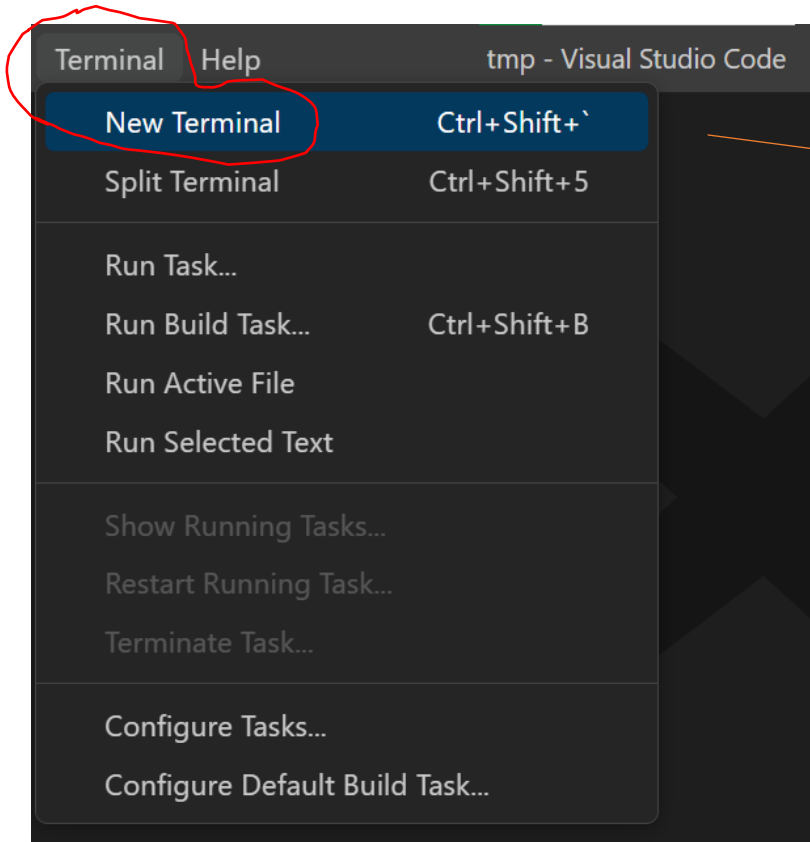 Terminal Help tmp - Visual Studio Code
New Terminal Ctrl+Shift+`
Split Terminal Ctrl+Shift+5
Run Task...
Run Build Task... Ctrl+Shift+B
Run Active File
Run Selected Text
Show Running Tasks...
Restart Running Task...
Terminate Task...
Configure Tasks...
Configure Default Build Task...